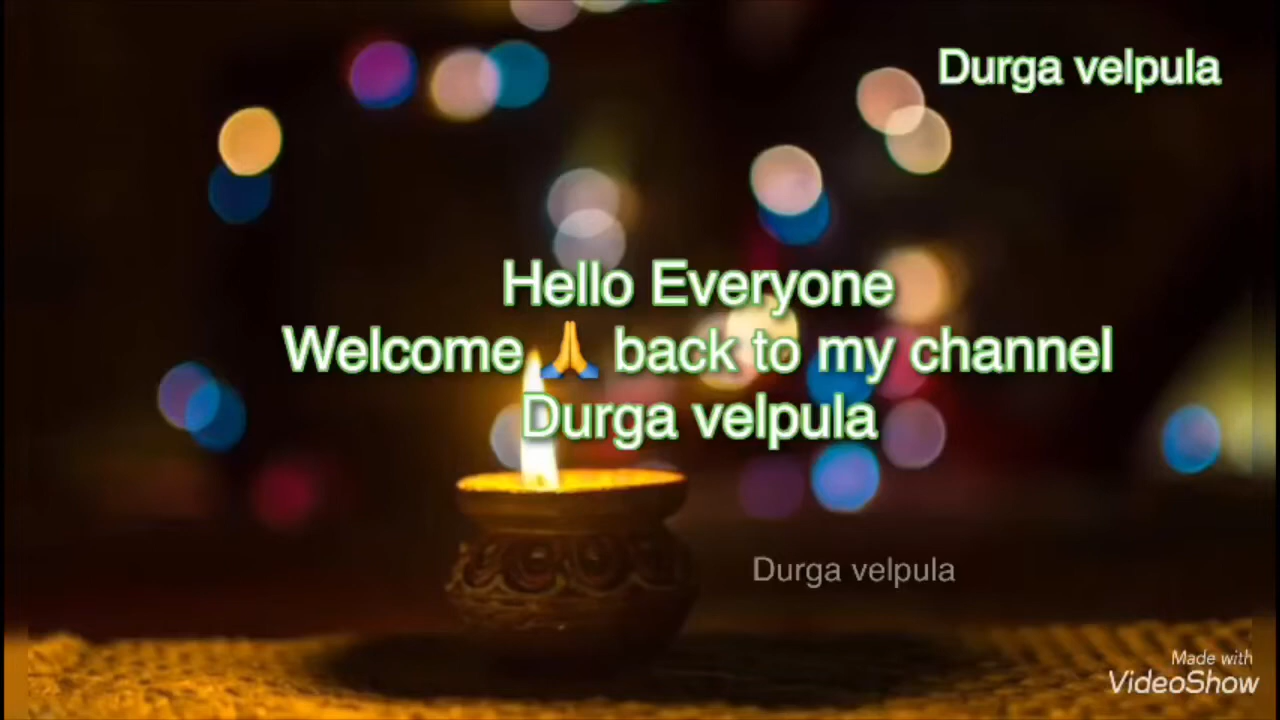 Durga velpula
Hello Everyone
Welcome 🙏 back to my channel
Durga velpula
Durga velpula
Made with
VideoShow